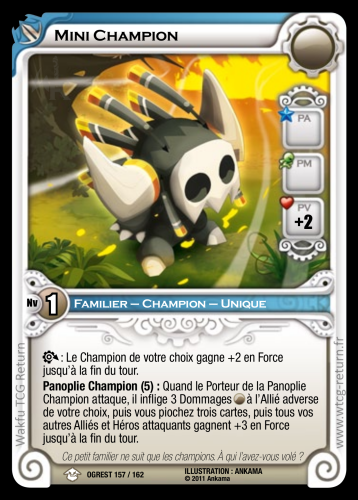 MINI CHAMPION
PA
PM
PV
+2
Nv 1 FAMILIER – CHAMPION – UNIQUE
: Le Champion de votre choix gagne +2 en Force
jusqu'à la fin du tour.
Panoplie Champion (5) : Quand le Porteur de la Panoplie
Champion attaque, il inflige 3 Dommages à l'Allié adverse
de votre choix, puis vous piochez trois cartes, puis tous vos
autres Alliés et Héros attaquants gagnent +3 en Force
jusqu'à la fin du tour.
Ce petit familier ne suit que les champions. À qui l'avez-vous volé ?
OGREST 157 / 162
ILLUSTRATION : ANKAMA
© 2011 Ankama
Wakfu TCG Return
www.wtcg-return.fr